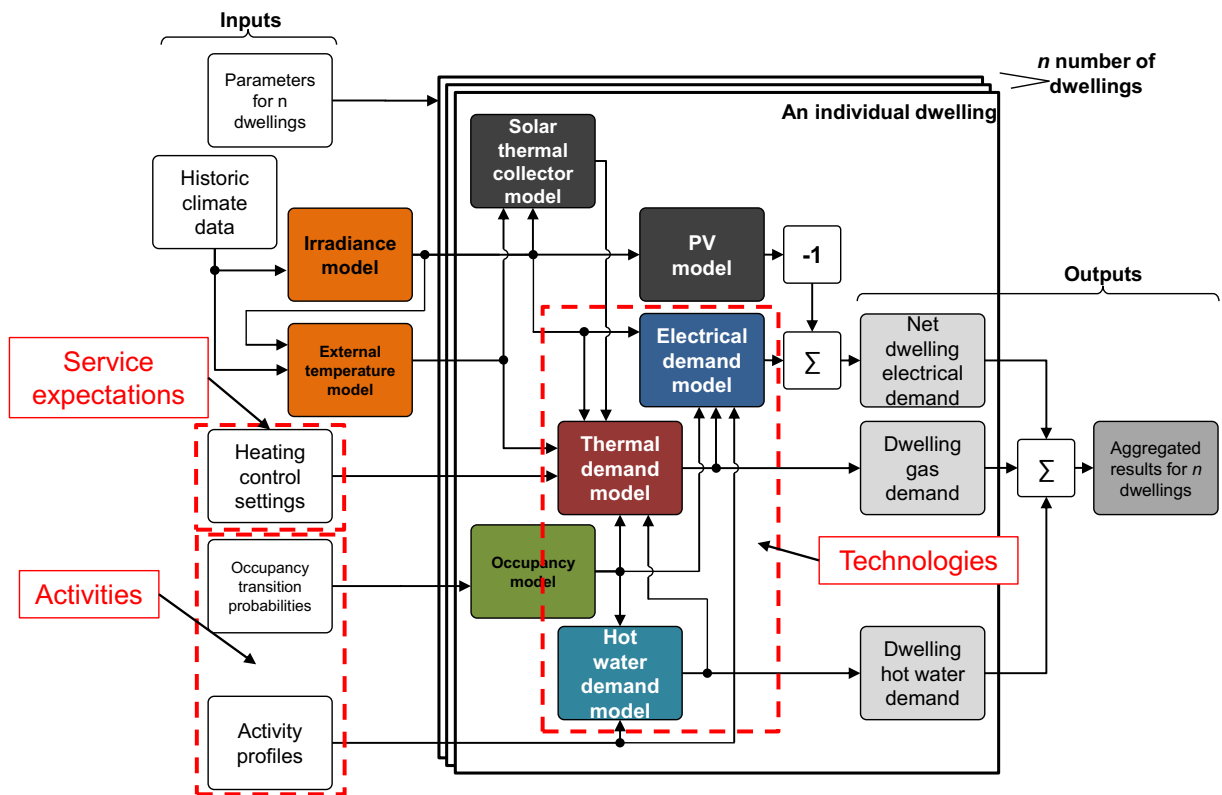 Inputs
n number of
dwellings
Parameters
for n
dwellings
An individual dwelling
Solar
thermal
collector
model
Historic
climate
data
Irradiance
model
PV
model
-1
Outputs
External
temperature
model
Electrical
demand
model
∑
Net
dwelling
electrical
demand
Service
expectations
Heating
control
settings
Thermal
demand
model
Dwelling
gas
demand
∑
Aggregated
results for n
dwellings
Occupancy
transition
probabilities
Occupancy
model
Technologies
Activities
Hot
water
demand
model
Dwelling
hot water
demand
Activity
profiles